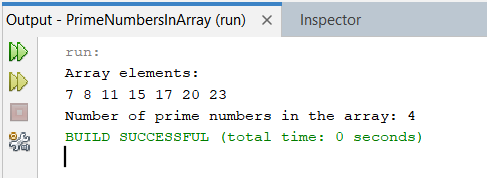 Output - PrimeNumbersInArray (run) × Inspector
run:
Array elements:
7 8 11 15 17 20 23
Number of prime numbers in the array: 4
BUILD SUCCESSFUL (total time: 0 seconds)